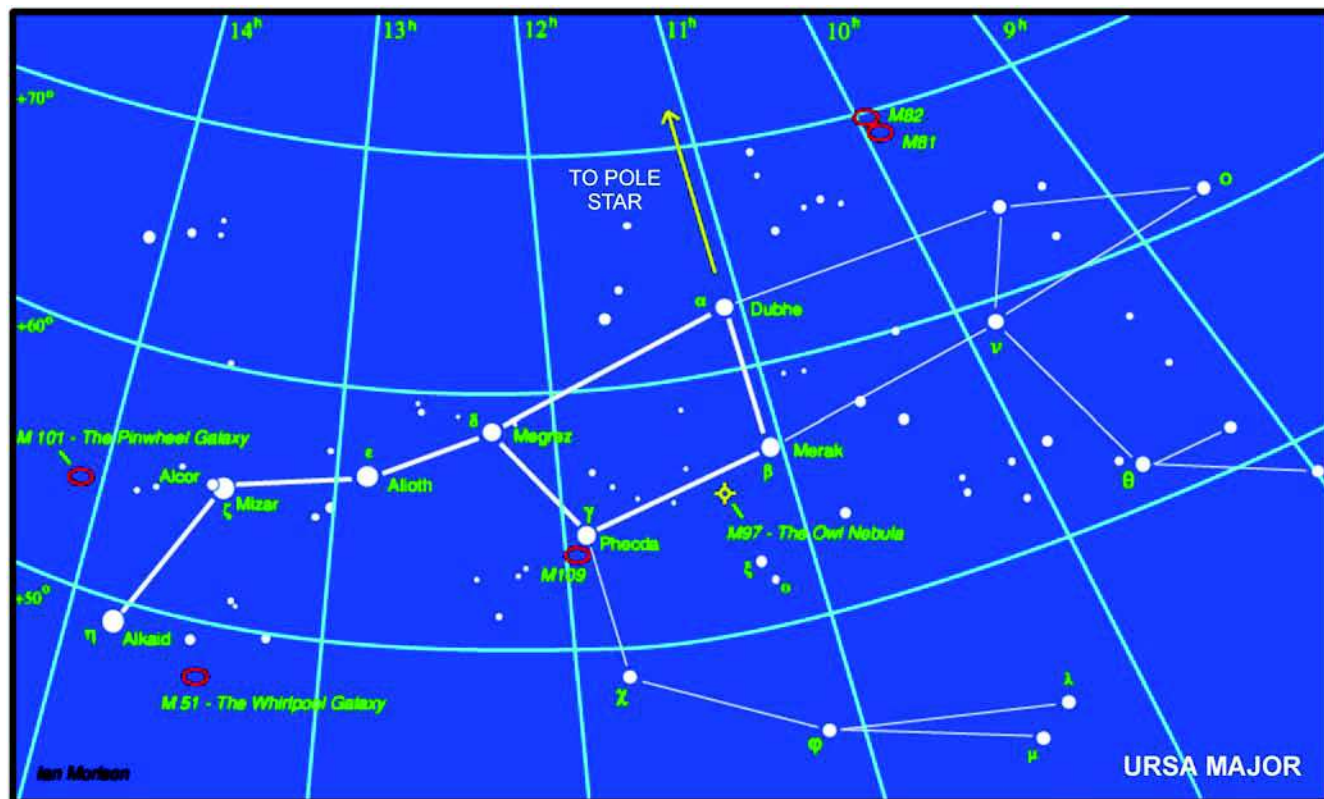 14ʰ
13ʰ
12ʰ
11ʰ
10ʰ
9ʰ
+70°
M82
M81
TO POLE
STAR
ο
α
Dubhe
+60°
ν
δ
Megrez
M 101 - The Pinwheel Galaxy
ε
Alcor
Alioth
Merak
β
θ
Mizar
ζ
γ
Phecda
M97 - The Owl Nebula
M109
ξ
υ
+50°
η
Alkaid
M 51 - The Whirlpool Galaxy
χ
λ
φ
μ
Ian Morison
URSA MAJOR